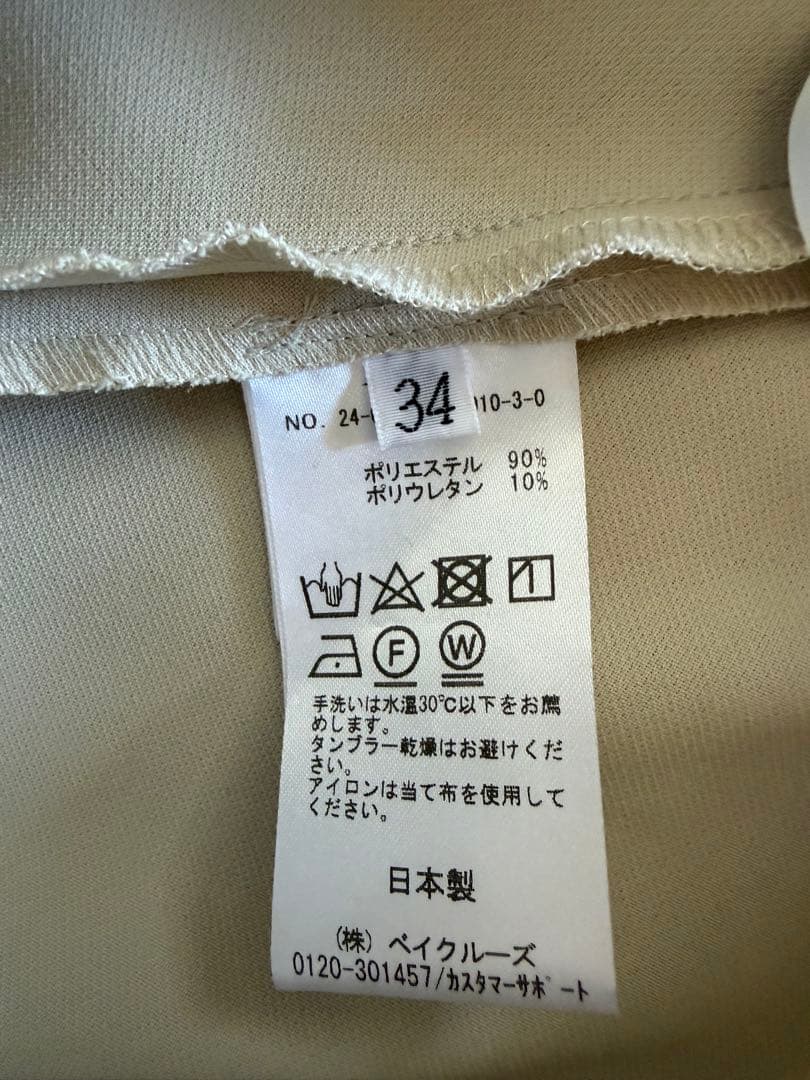 34
NO. 24-010-3-0
ポリエステル 90%
ポリウレタン 10%
1
F W
手洗いは水温30℃以下をお薦
めします。
タンブラー乾燥はお避けくだ
さい。
アイロンは当て布を使用して
ください。
日本製
(株) ベイクルーズ
0120-301457/カスタマーサポート